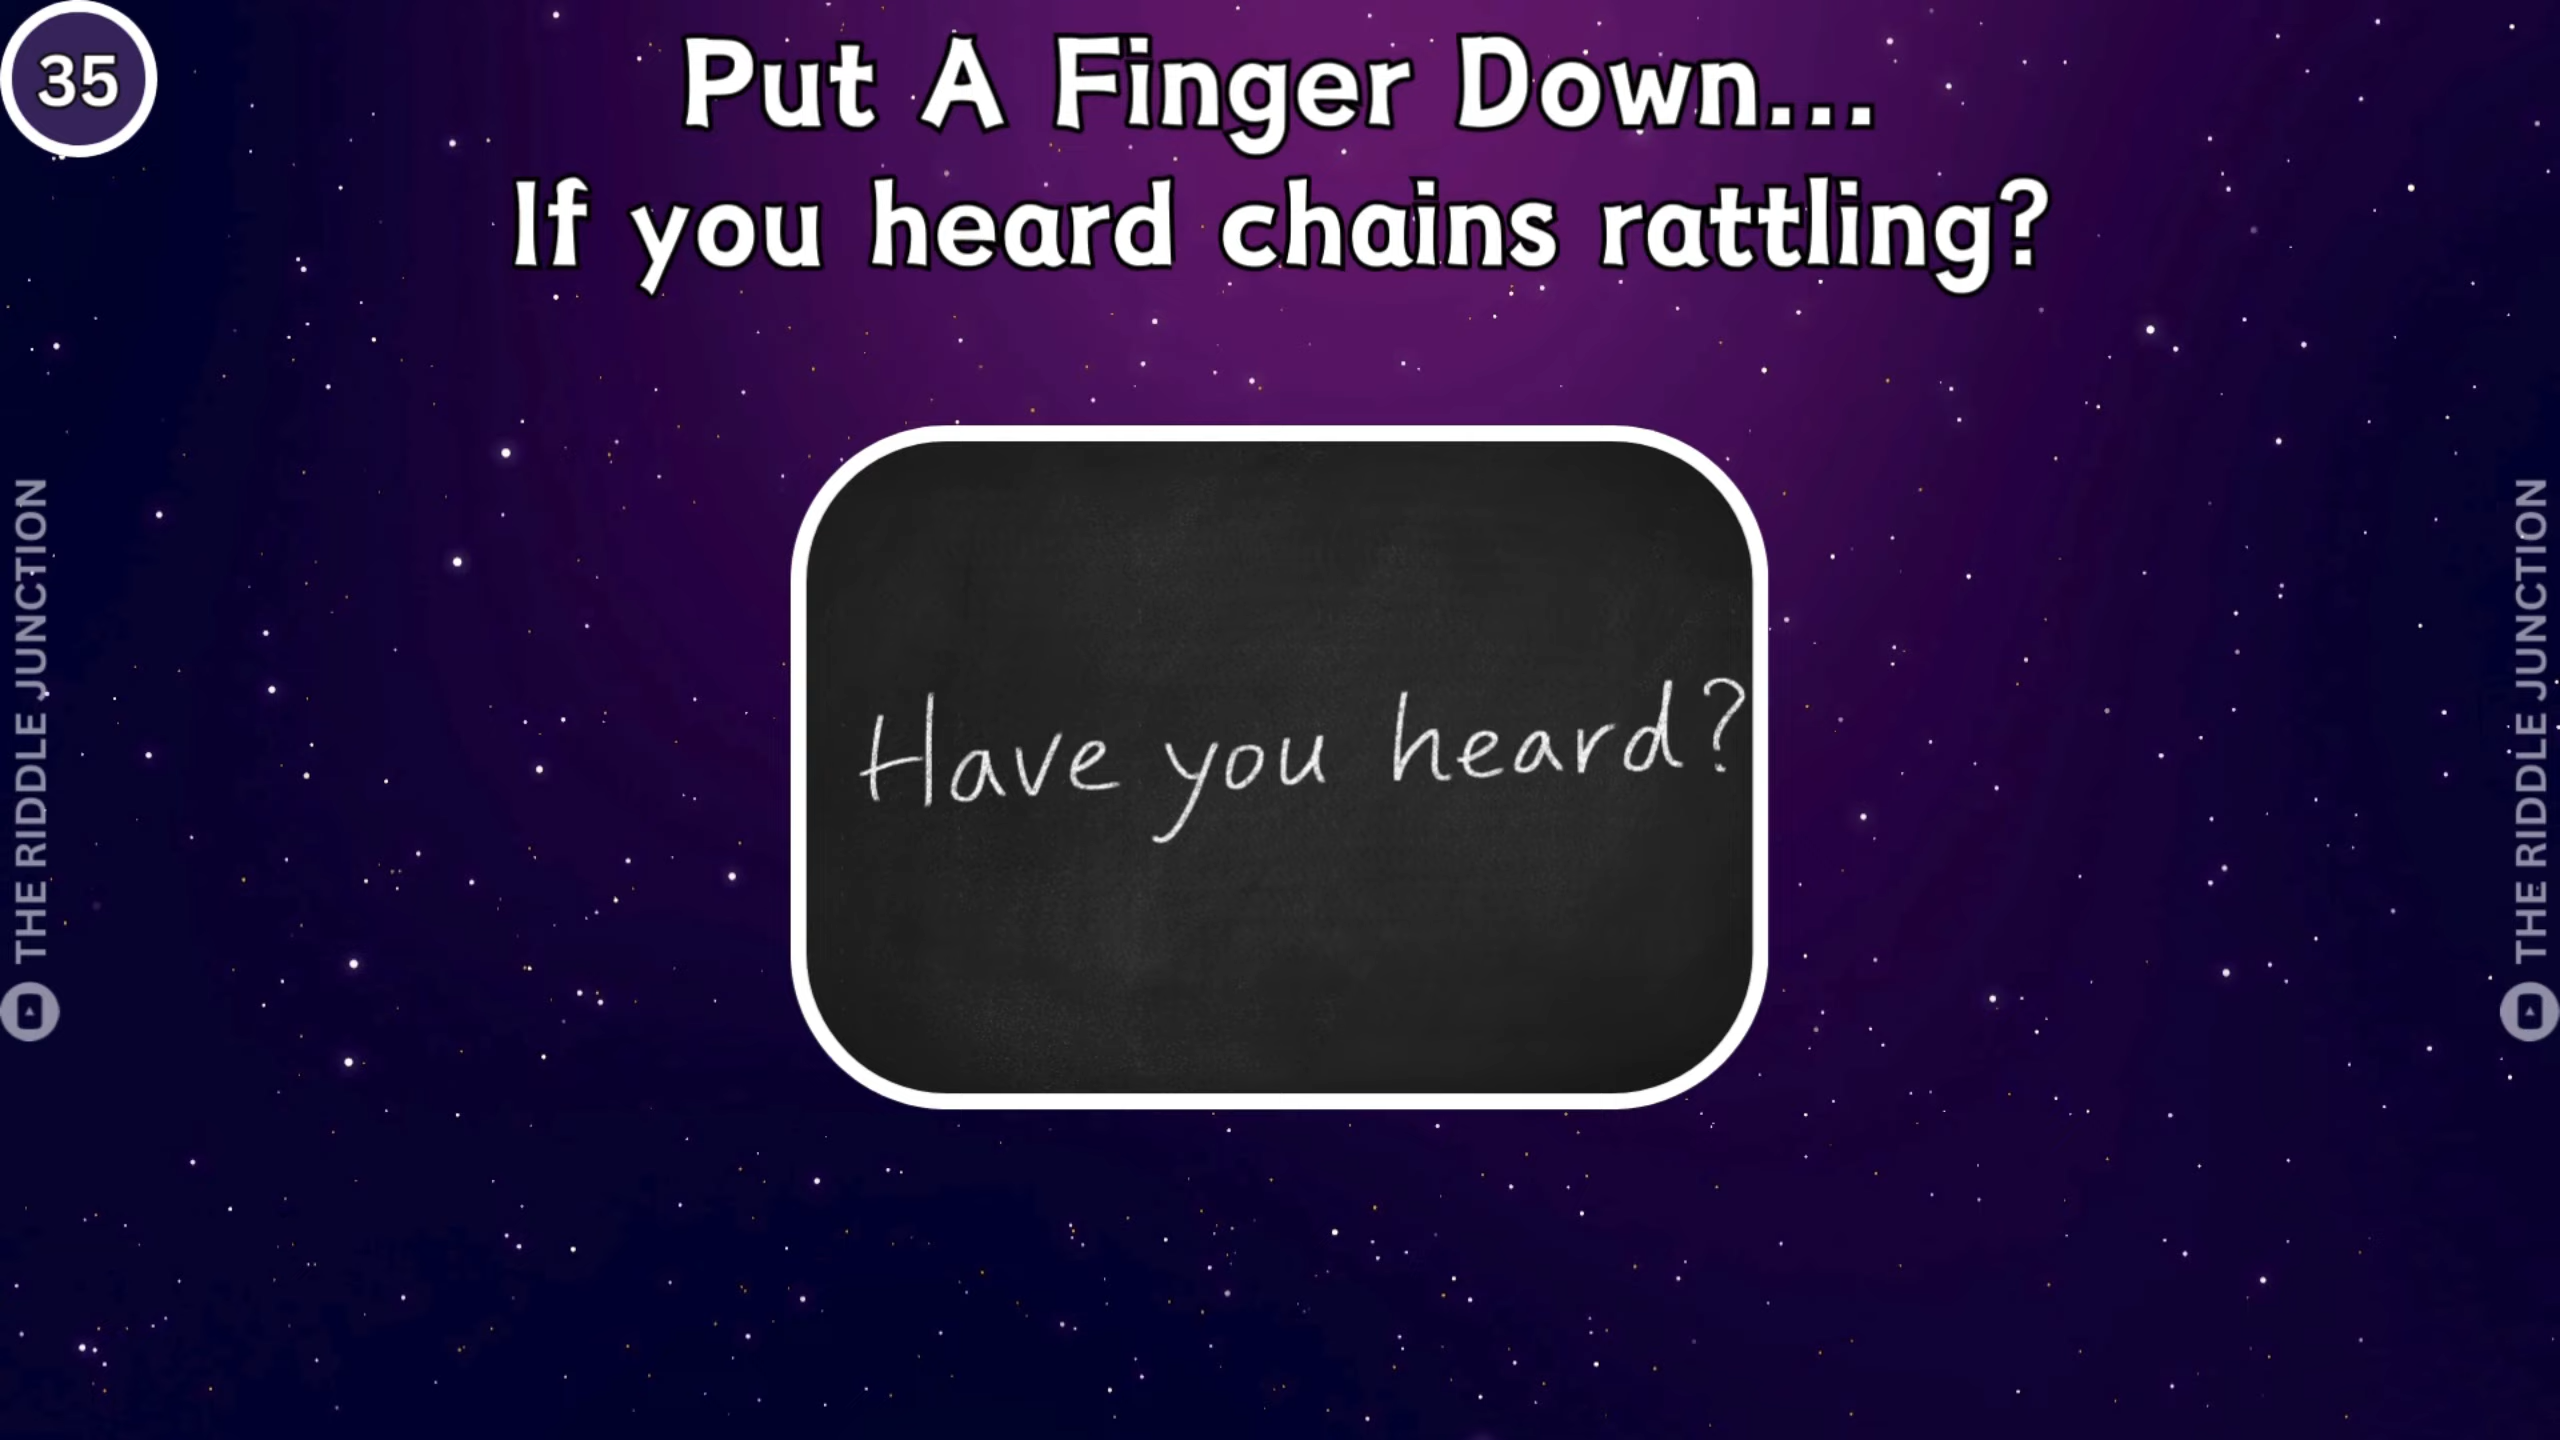 35
Put A Finger Down...
If you heard chains rattling?
Have you heard?
THE RIDDLE JUNCTION
THE RIDDLE JUNCTION